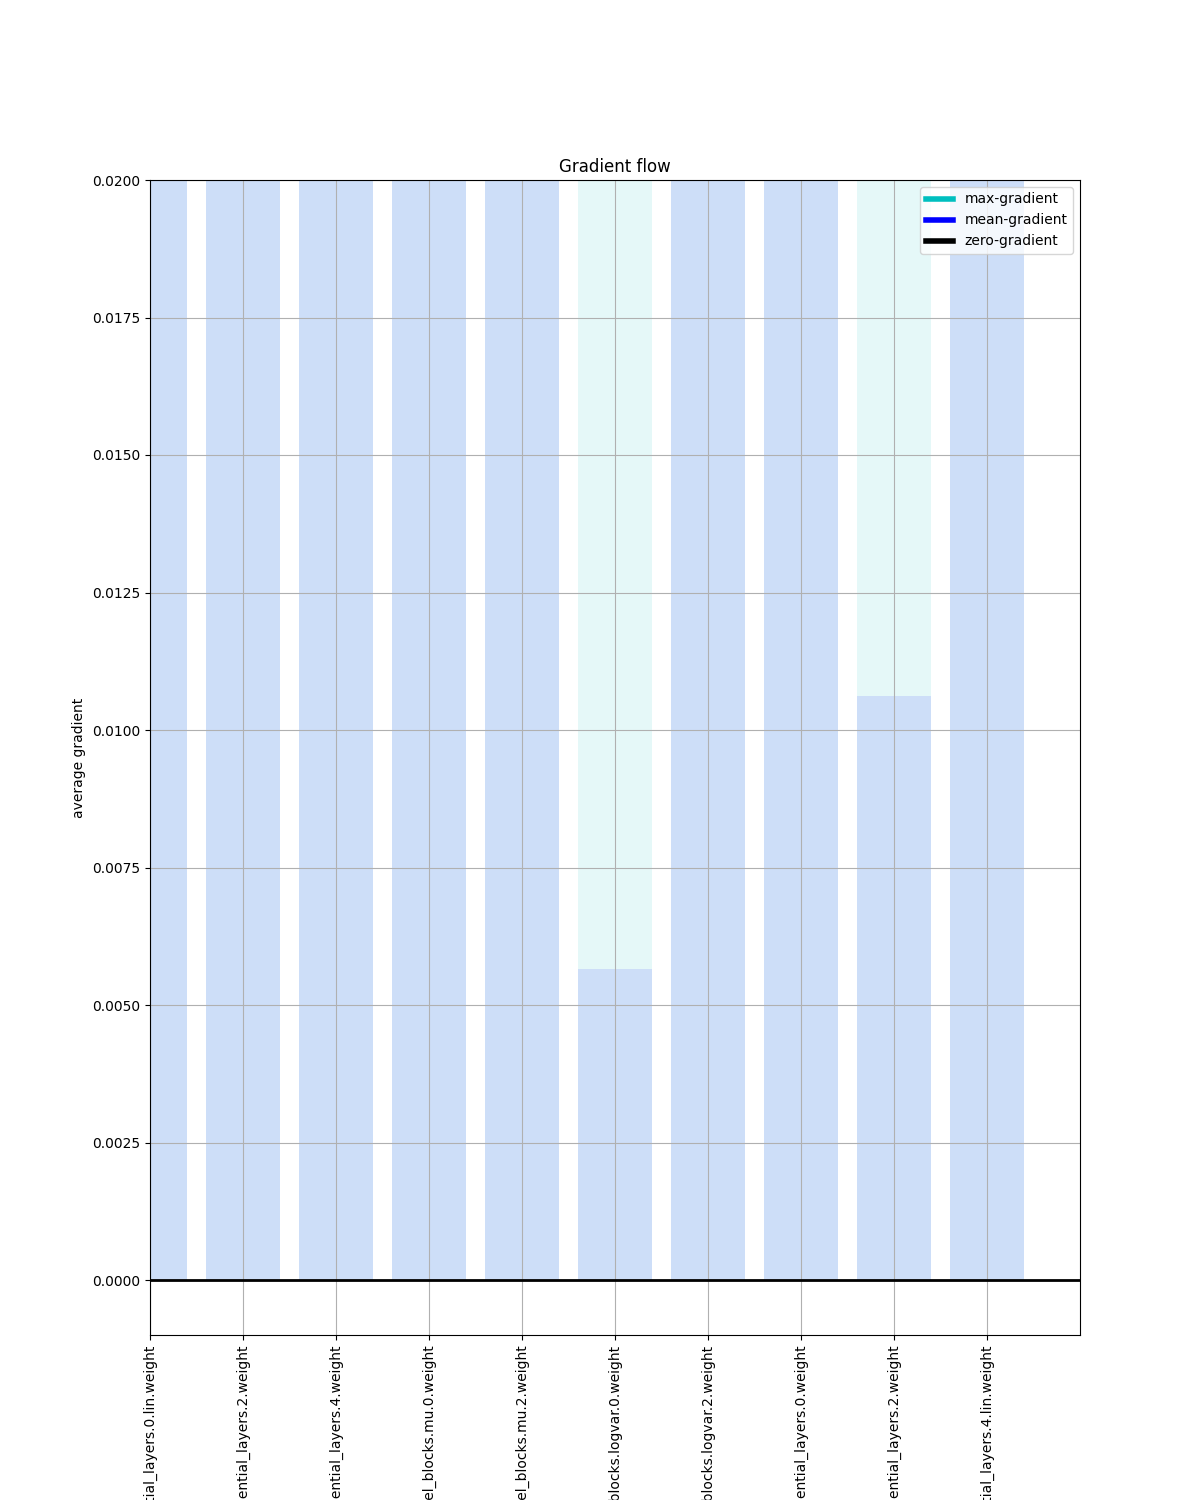 Gradient flow
max-gradient
mean-gradient
zero-gradient
0.0200
0.0175
0.0150
0.0125
0.0100
0.0075
0.0050
0.0025
0.0000
average gradient
tial_layers.0.lin.weight
ential_layers.2.weight
ential_layers.4.weight
el_blocks.mu.0.weight
el_blocks.mu.2.weight
blocks.logvar.0.weight
blocks.logvar.2.weight
ential_layers.0.weight
ential_layers.2.weight
tial_layers.4.lin.weight